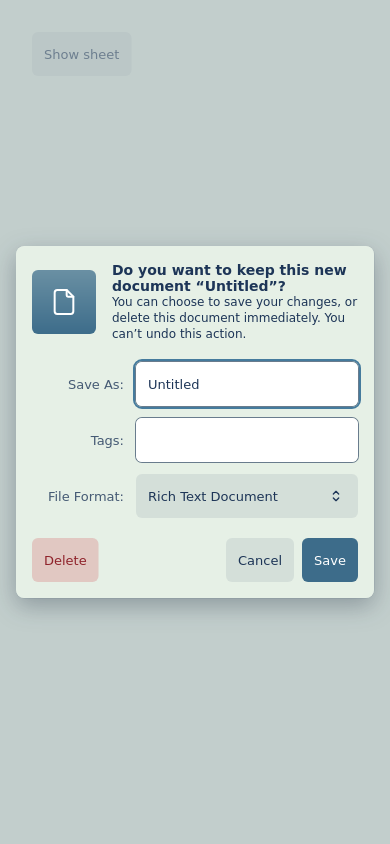 Show sheet
Do you want to keep this new
document “Untitled”?
You can choose to save your changes, or
delete this document immediately. You
can’t undo this action.
Save As:
Untitled
Tags:
File Format:
Rich Text Document
Delete
Cancel
Save